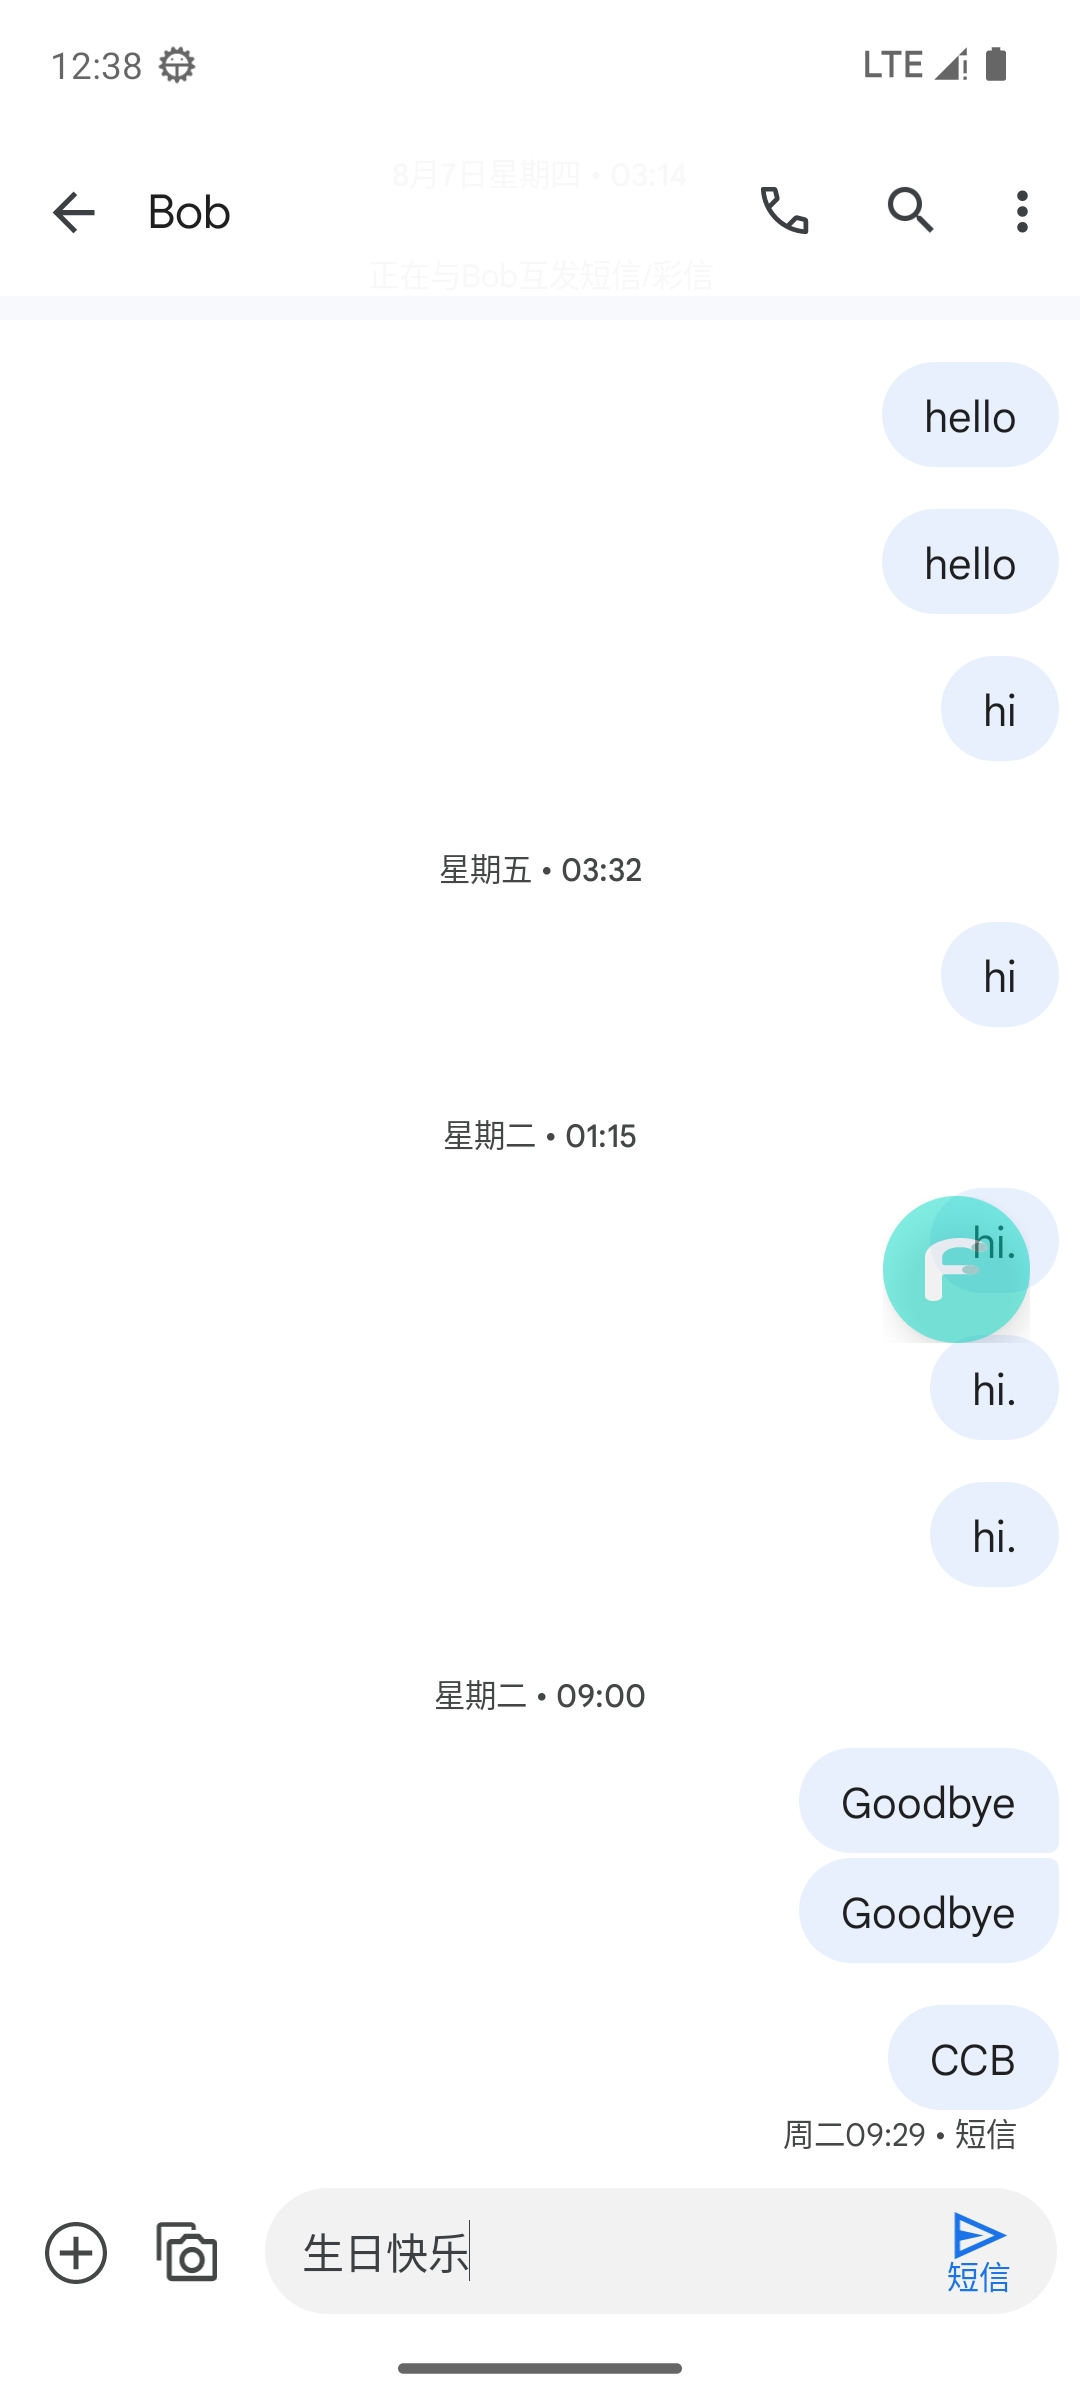 12:38
LTE
8月7日星期四 • 03:14
Bob
正在与Bob互发短信/彩信
hello
hello
hi
星期五 • 03:32
hi
星期二 • 01:15
hi.
hi.
hi.
星期二 • 09:00
Goodbye
Goodbye
CCB
周二09:29 • 短信
生日快乐
短信